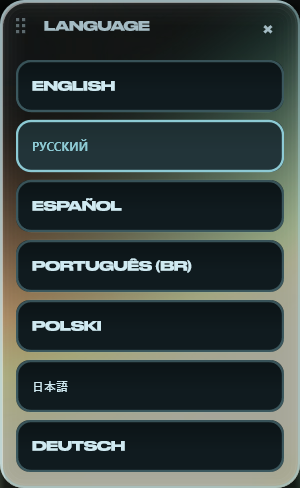 LANGUAGE
ENGLISH
РУССКИЙ
ESPAÑOL
PORTUGUÊS (BR)
POLSKI
日本語
DEUTSCH